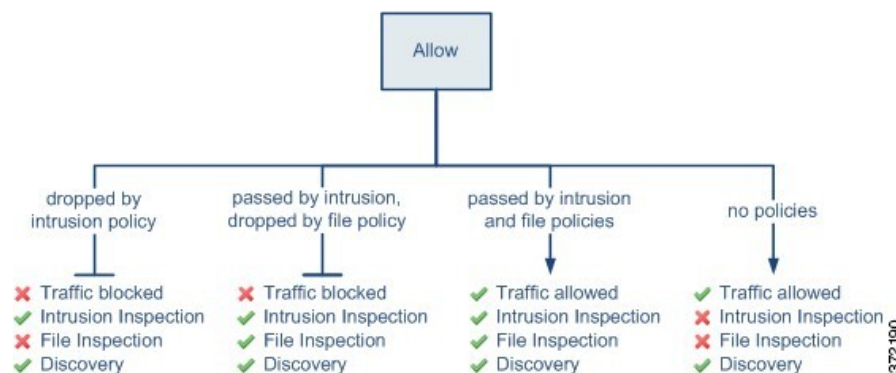 Allow
dropped by
intrusion policy
passed by intrusion,
dropped by file policy
passed by intrusion
and file policies
no policies
Traffic blocked
Intrusion Inspection
File Inspection
Discovery
Traffic blocked
Intrusion Inspection
File Inspection
Discovery
Traffic allowed
Intrusion Inspection
File Inspection
Discovery
Traffic allowed
Intrusion Inspection
File Inspection
Discovery
372190